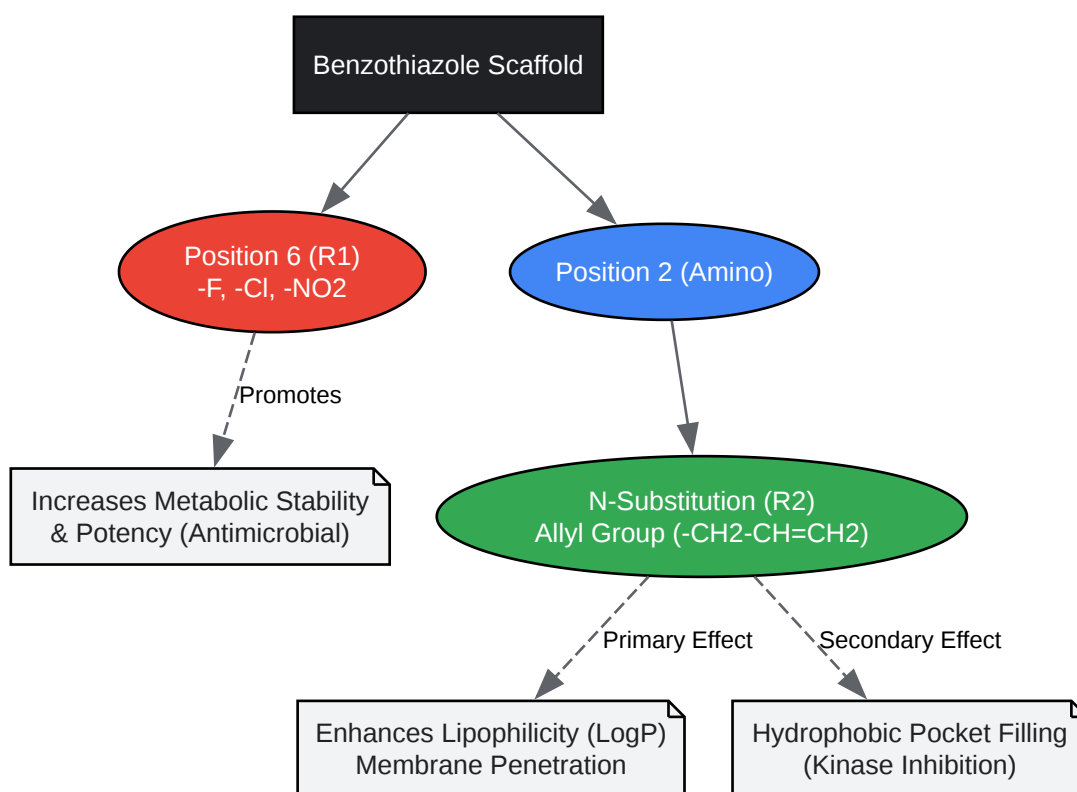 Benzothiazole Scaffold
Position 6 (R1)
-F, -Cl, -NO2
Position 2 (Amino)
Promotes
Increases Metabolic Stability
& Potency (Antimicrobial)
N-Substitution (R2)
Allyl Group (-CH2-CH=CH2)
Primary Effect
Secondary Effect
Enhances Lipophilicity (LogP)
Membrane Penetration
Hydrophobic Pocket Filling
(Kinase Inhibition)